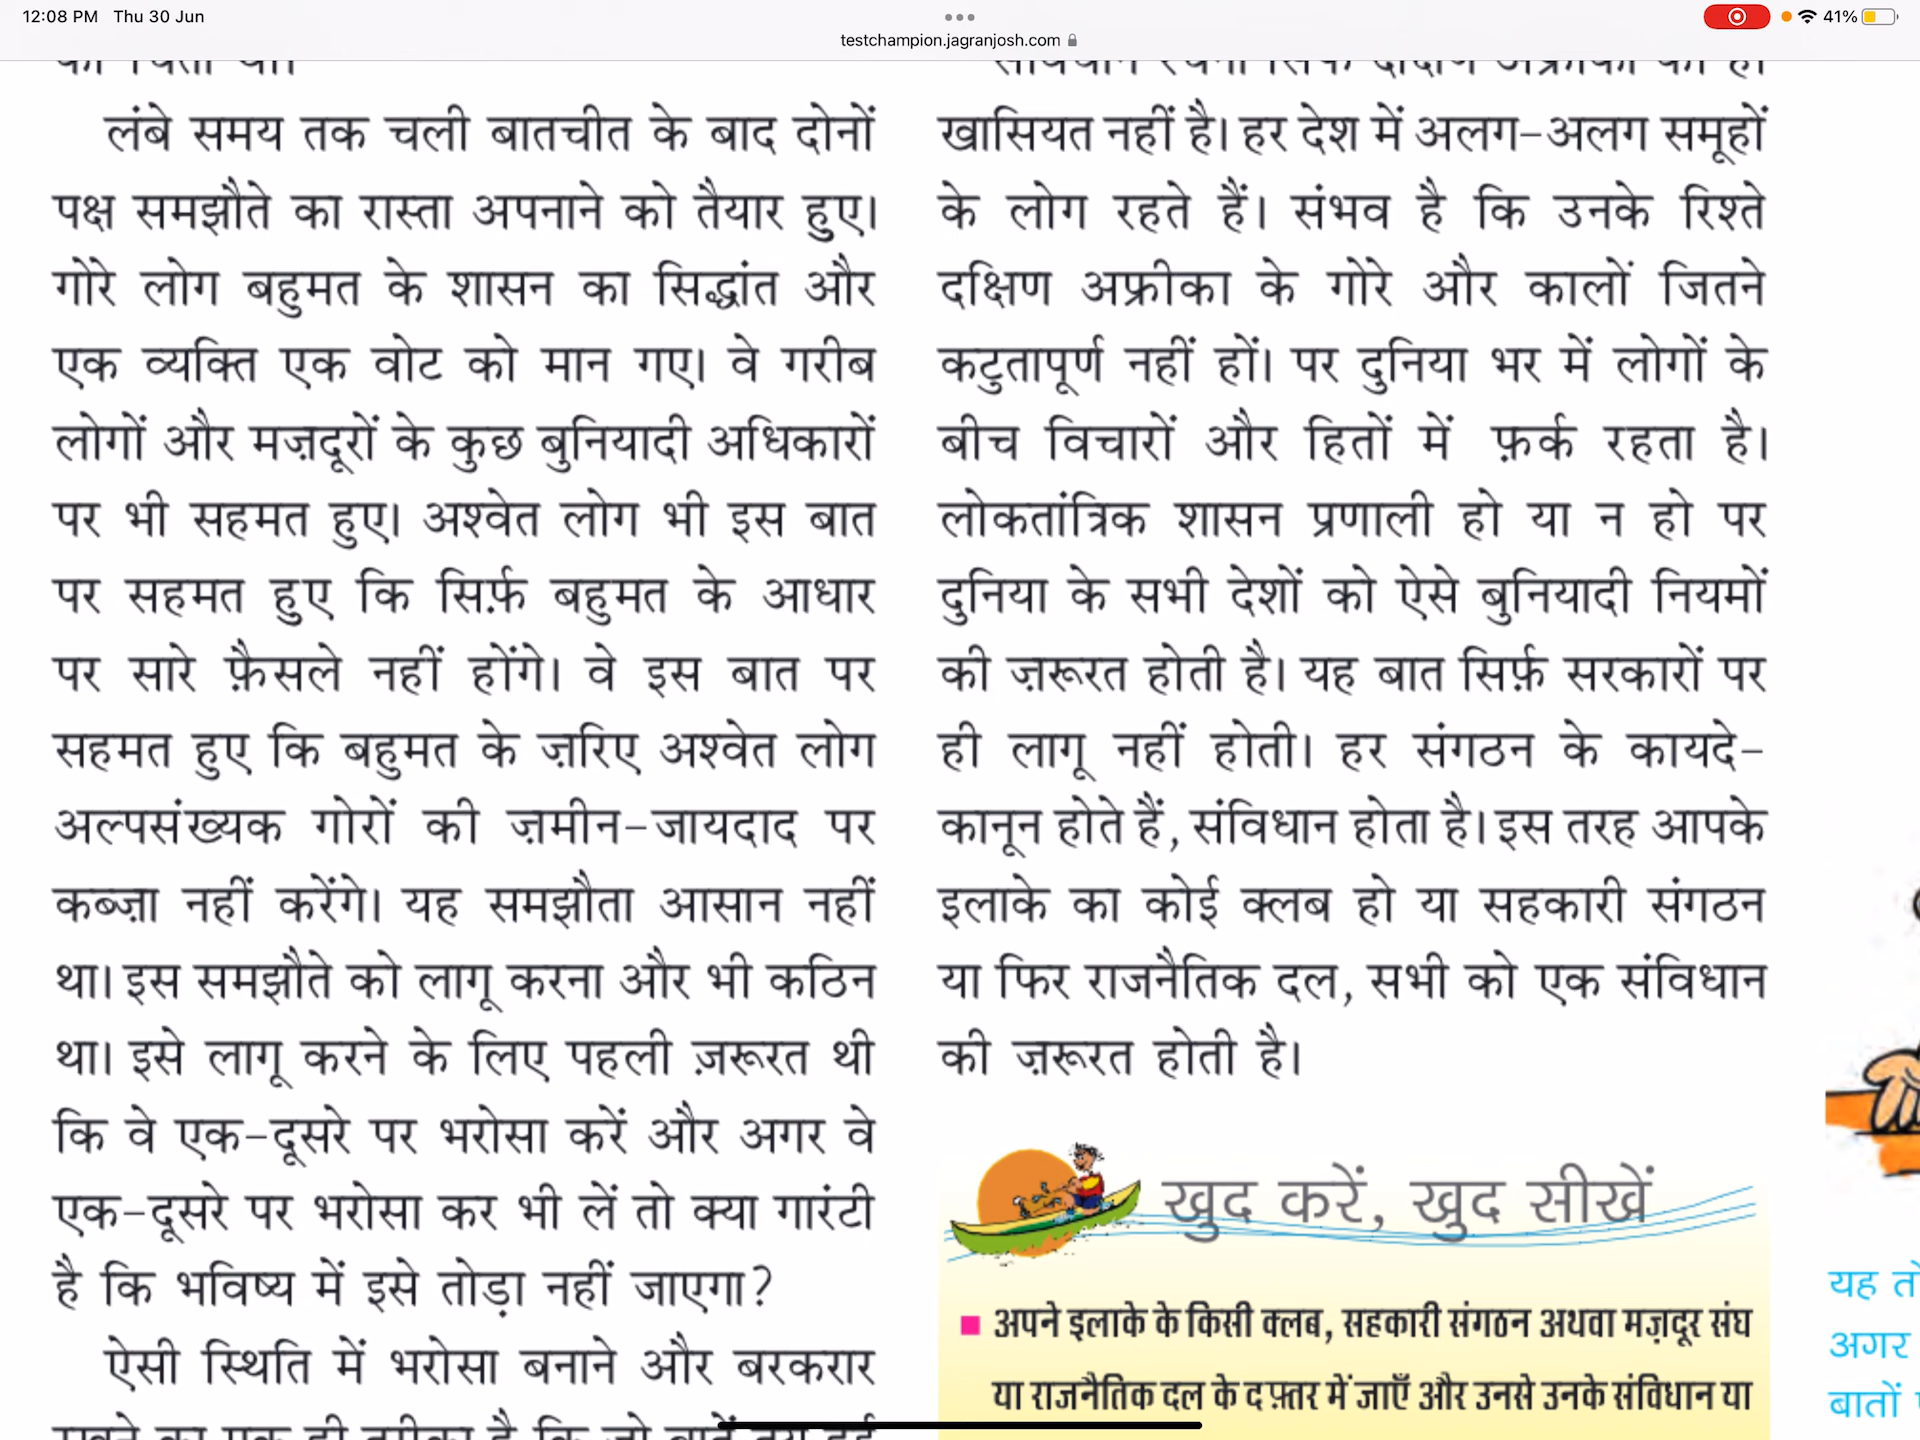 12:08 PM Thu 30 Jun
41%
testchampion.jagranjosh.com
लंबे समय तक चली बातचीत के बाद दोनों
पक्ष समझौते का रास्ता अपनाने को तैयार हुए।
गोरे लोग बहुमत के शासन का सिद्धांत और
एक व्यक्ति एक वोट को मान गए। वे गरीब
लोगों और मज़दूरों के कुछ बुनियादी अधिकारों
पर भी सहमत हुए। अश्वेत लोग भी इस बात
पर सहमत हुए कि सिर्फ़ बहुमत के आधार
पर सारे फ़ैसले नहीं होंगे। वे इस बात पर
सहमत हुए कि बहुमत के ज़रिए अश्वेत लोग
अल्पसंख्यक गोरों की ज़मीन-जायदाद पर
कब्ज़ा नहीं करेंगे। यह समझौता आसान नहीं
था। इस समझौते को लागू करना और भी कठिन
था। इसे लागू करने के लिए पहली ज़रूरत थी
कि वे एक-दूसरे पर भरोसा करें और अगर वे
एक-दूसरे पर भरोसा कर भी लें तो क्या गारंटी
है कि भविष्य में इसे तोड़ा नहीं जाएगा?
ऐसी स्थिति में भरोसा बनाने और बरकरार
खासियत नहीं है। हर देश में अलग-अलग समूहों
के लोग रहते हैं। संभव है कि उनके रिश्ते
दक्षिण अफ्रीका के गोरे और कालों जितने
कटुतापूर्ण नहीं हों। पर दुनिया भर में लोगों के
बीच विचारों और हितों में फ़र्क रहता है।
लोकतांत्रिक शासन प्रणाली हो या न हो पर
दुनिया के सभी देशों को ऐसे बुनियादी नियमों
की ज़रूरत होती है। यह बात सिर्फ़ सरकारों पर
ही लागू नहीं होती। हर संगठन के कायदे-
कानून होते हैं, संविधान होता है। इस तरह आपके
इलाके का कोई क्लब हो या सहकारी संगठन
या फिर राजनैतिक दल, सभी को एक संविधान
की ज़रूरत होती है।
खुद करें, खुद सीखें
अपने इलाके के किसी क्लब, सहकारी संगठन अथवा मज़दूर संघ
या राजनैतिक दल के दफ़्तर में जाएँ और उनसे उनके संविधान या
यह
अगर
बातों